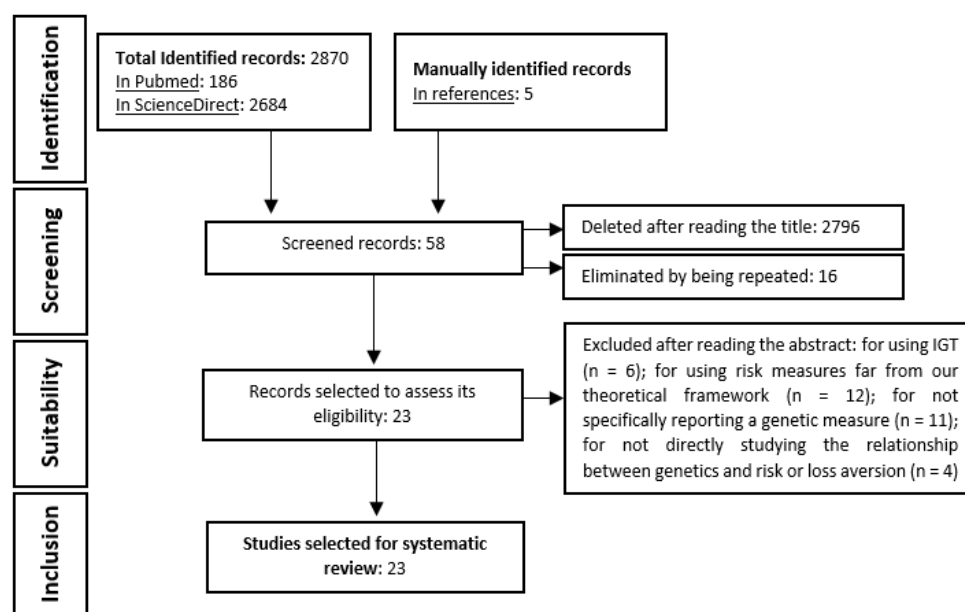 Identification
Total Identified records: 2870
In Pubmed: 186
In ScienceDirect: 2684
Manually identified records
In references: 5
Screening
Screened records: 58
Deleted after reading the title: 2796
Eliminated by being repeated: 16
Suitability
Records selected to assess its
eligibility: 23
Excluded after reading the abstract: for using IGT
(n = 6); for using risk measures far from our
theoretical framework (n = 12); for not
specifically reporting a genetic measure (n = 11);
for not directly studying the relationship
between genetics and risk or loss aversion (n = 4)
Inclusion
Studies selected for systematic
review: 23